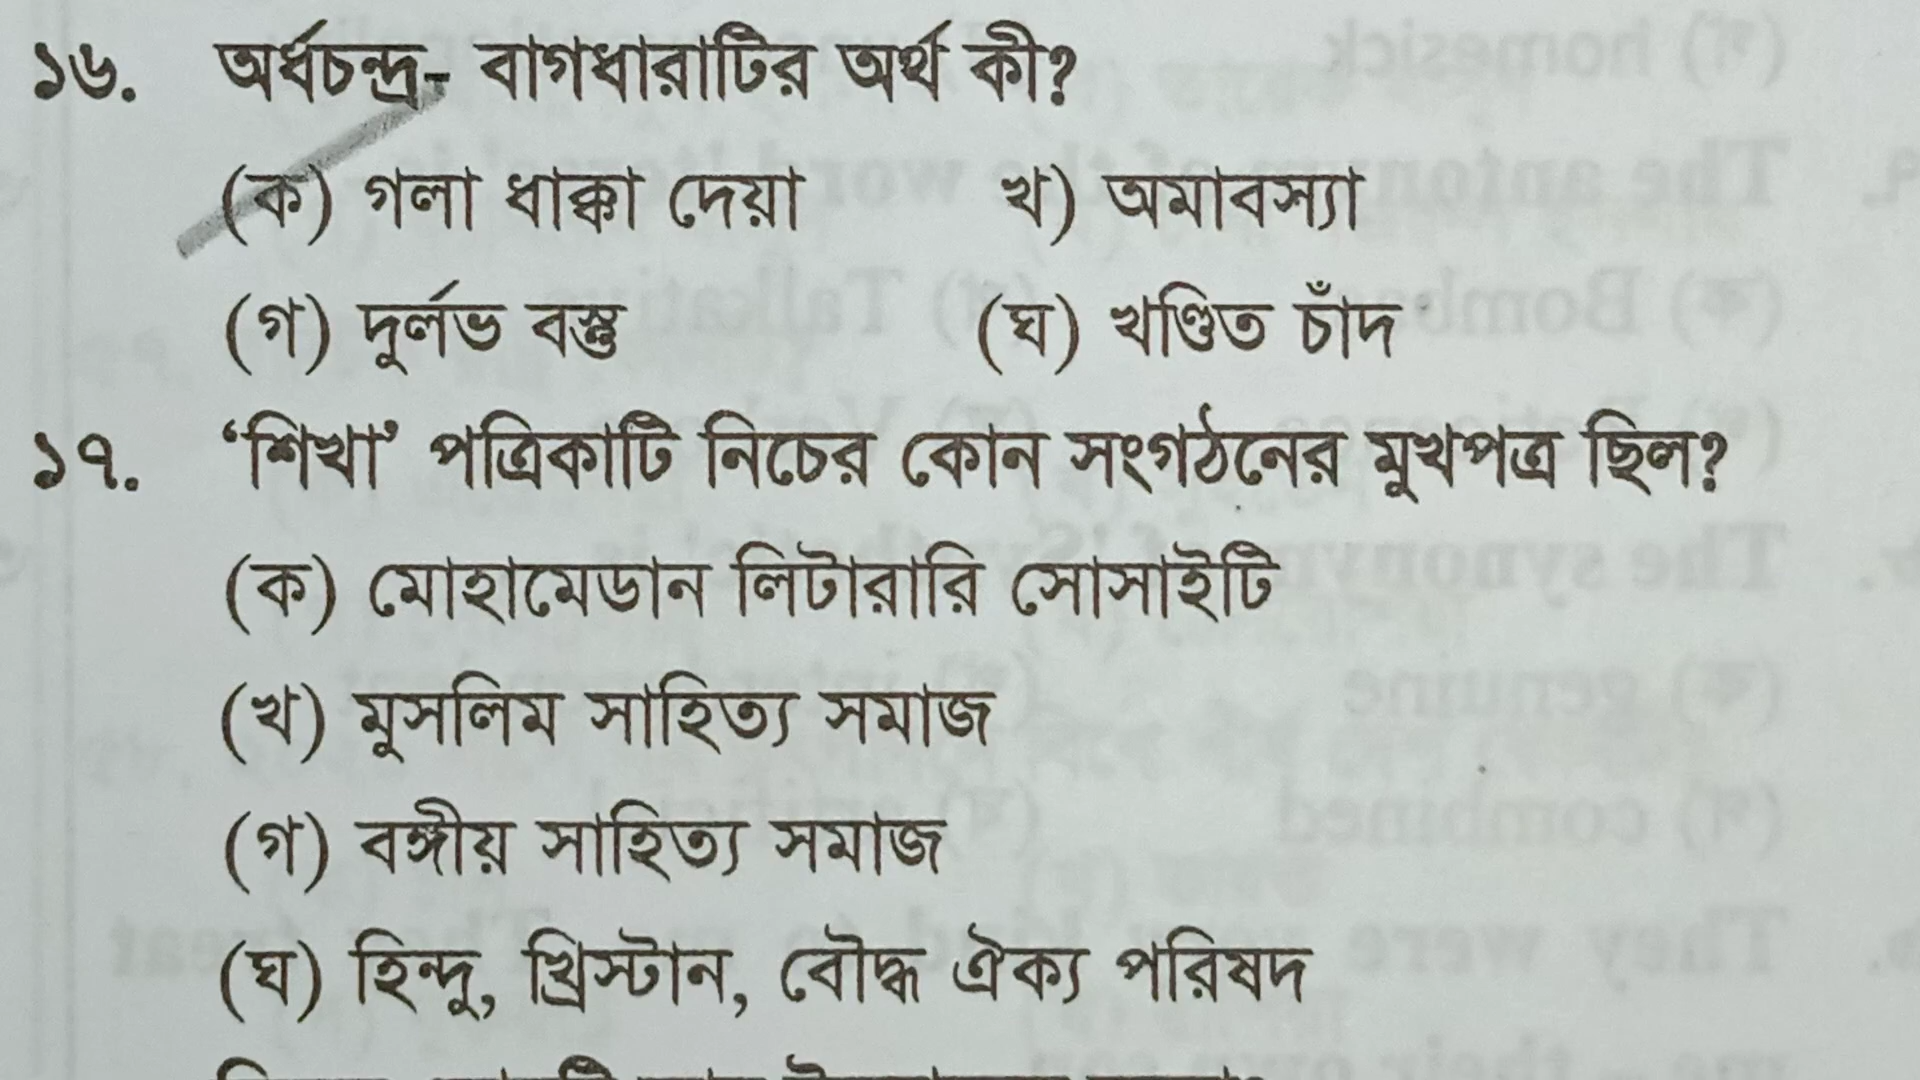 ১৬. অর্ধচন্দ্র- বাগধারাটির অর্থ কী?
(ক) গলা ধাক্কা দেয়া খ) অমাবস্যা
(গ) দুর্লভ বস্তু (ঘ) খণ্ডিত চাঁদ
১৭. ‘শিখা’ পত্রিকাটি নিচের কোন সংগঠনের মুখপত্র ছিল?
(ক) মোহামেডান লিটারারি সোসাইটি
(খ) মুসলিম সাহিত্য সমাজ
(গ) বঙ্গীয় সাহিত্য সমাজ
(ঘ) হিন্দু, খ্রিস্টান, বৌদ্ধ ঐক্য পরিষদ